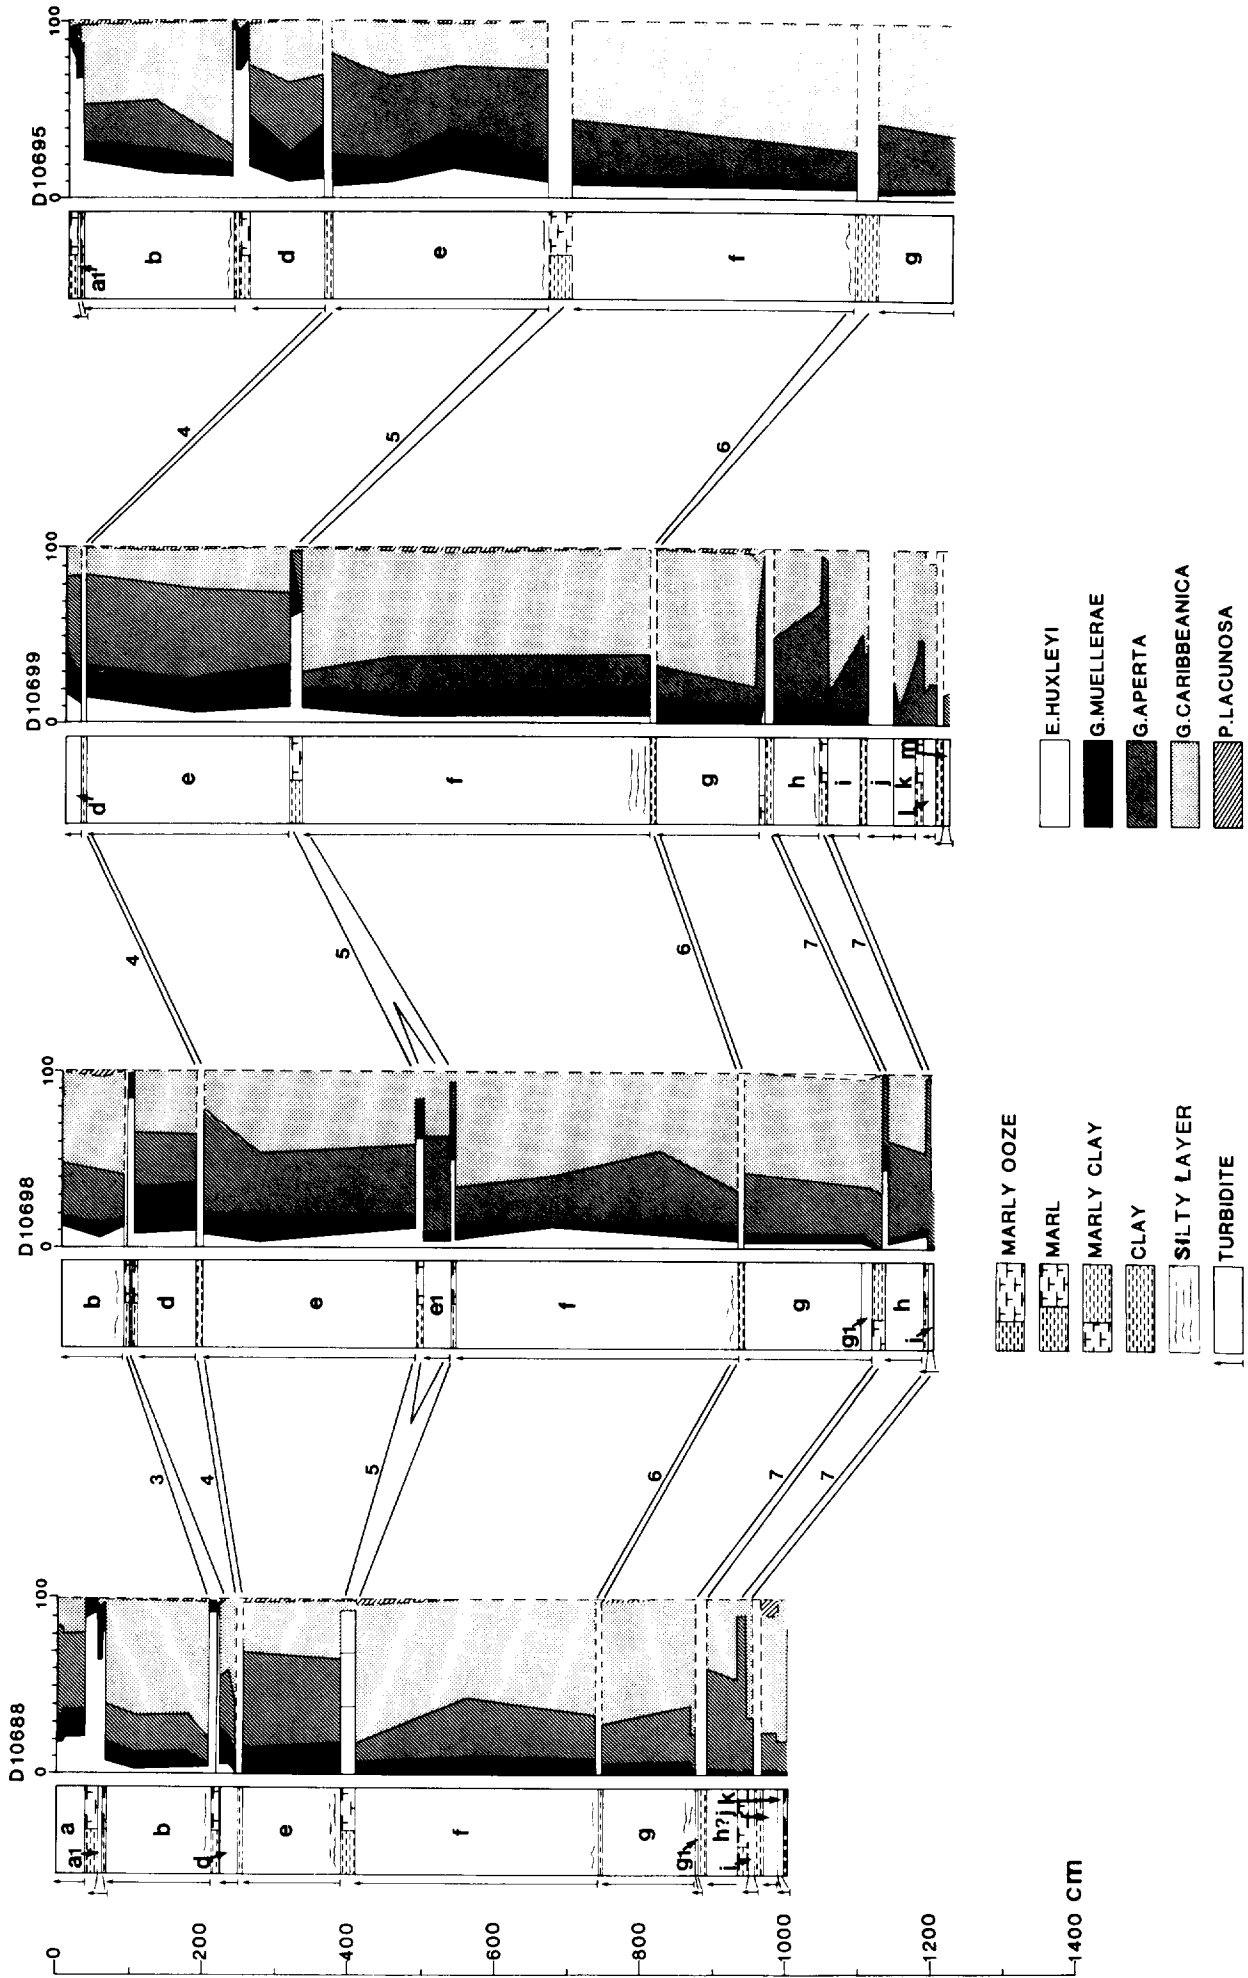 D10695
0
100
a1
b
d
e
f
g
4
5
6
D10699
0
100
d
e
f
g
h
i
j
k
l
m
4
5
6
7
7
D10698
0
100
b
d
e
e1
f
g
g1
h
i
3
4
5
6
7
7
D10688
0
100
a
a1
b
d
e
f
g
g1
h?
i
j
k
0
200
400
600
800
1000
1200
1400 cm
MARLY OOZE
MARL
MARLY CLAY
CLAY
SILTY LAYER
TURBIDITE
E.HUXLEYI
G.MUELLERAE
G.APERTA
G.CARIBBEANICA
P.LACUNOSA